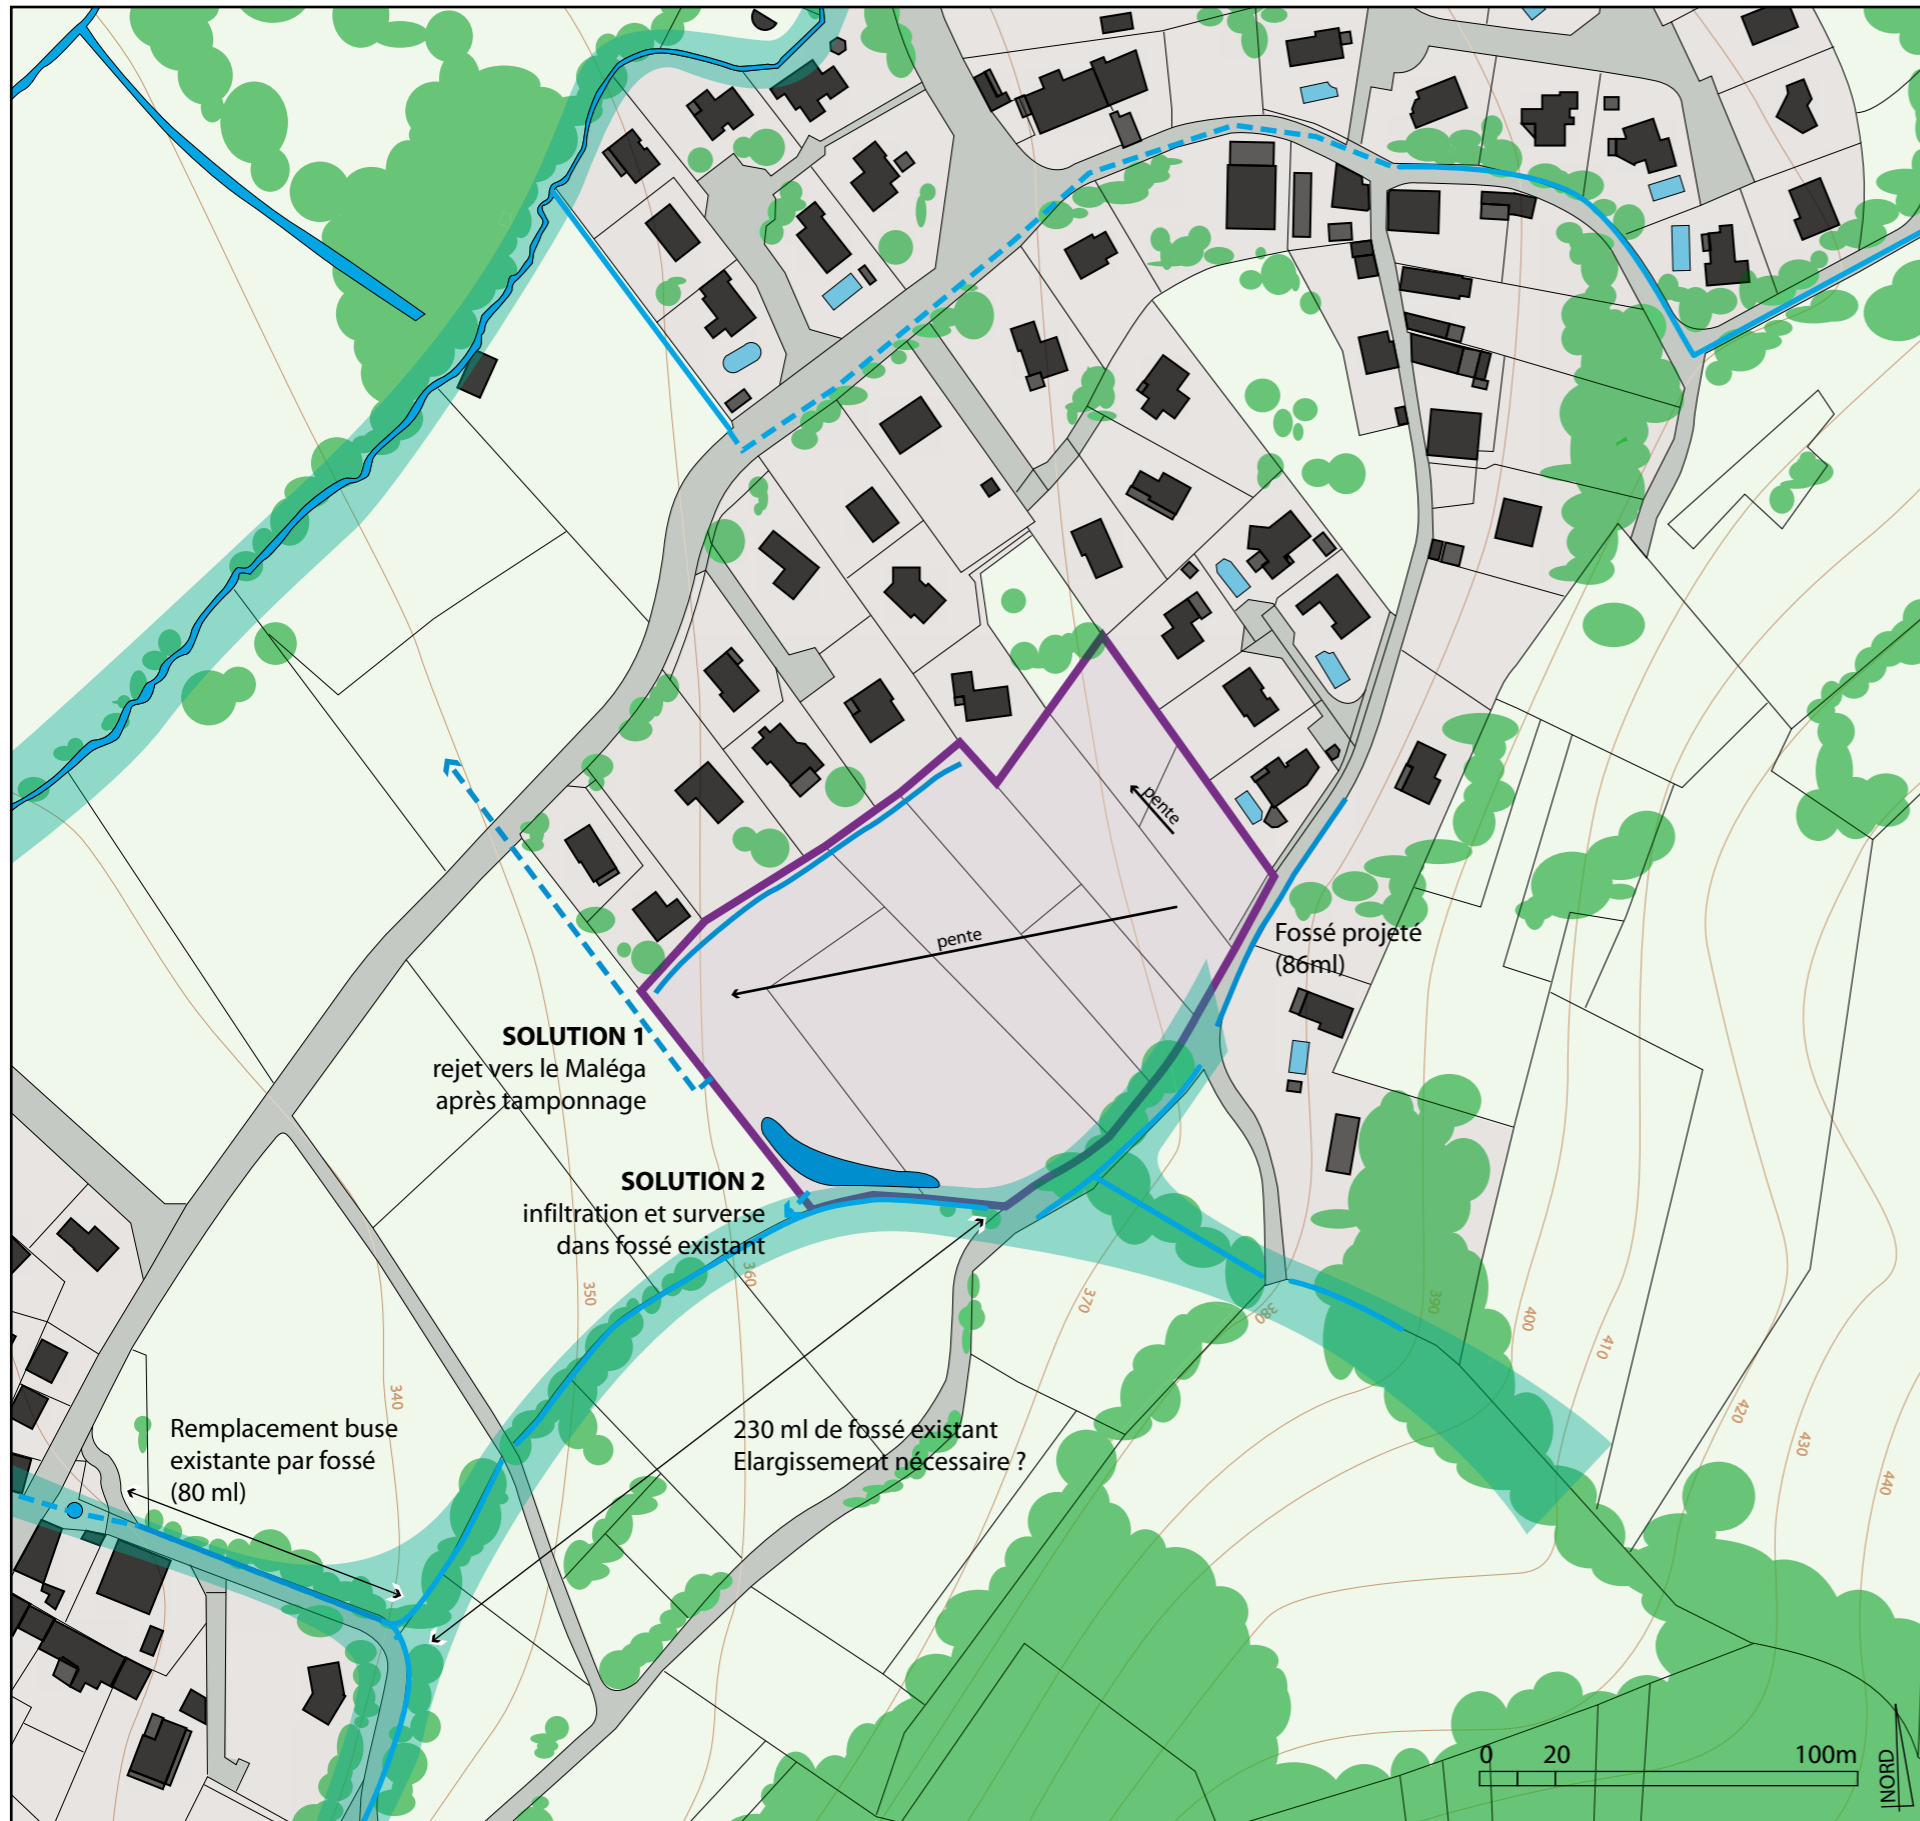 pente
pente
Fossé projeté
(86ml)
SOLUTION 1
rejet vers le Maléga
après tamponnage
SOLUTION 2
infiltration et surverse
dans fossé existant
230 ml de fossé existant
Elargissement nécessaire ?
Remplacement buse
existante par fossé
(80 ml)
340
350
360
370
380
390
400
410
420
430
440
0 20 100m
NORD